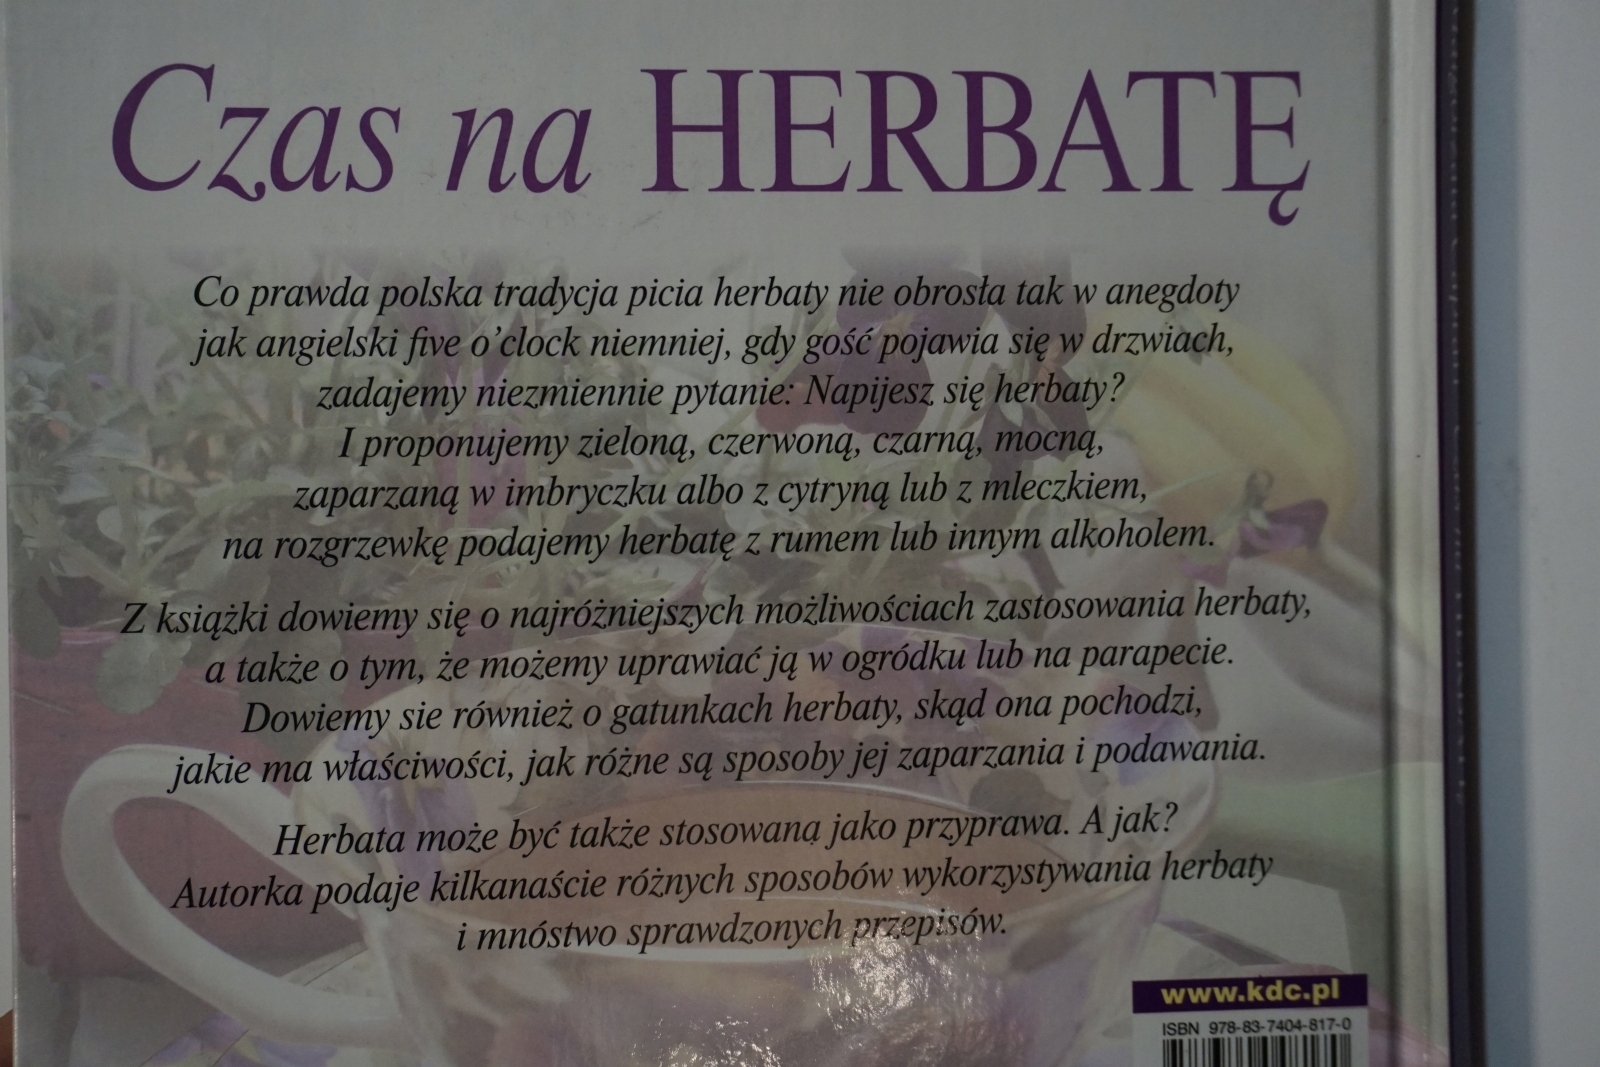 Czas na HERBATĘ
Co prawda polska tradycja picia herbaty nie obrosła tak w anegdoty
jak angielski five o'clock niemniej, gdy gość pojawia się w drzwiach,
zadajemy niezmiennie pytanie: Napijesz się herbaty?
I proponujemy zieloną, czerwoną, czarną, mocną,
zaparzaną w imbryczku albo z cytryną lub z mleczkiem,
na rozgrzewkę podajemy herbatę z rumem lub innym alkoholem.
Z książki dowiemy się o najróżniejszych możliwościach zastosowania herbaty,
a także o tym, że możemy uprawiać ją w ogródku lub na parapecie.
Dowiemy sie również o gatunkach herbaty, skąd ona pochodzi,
jakie ma właściwości, jak różne są sposoby jej zaparzania i podawania.
Herbata może być także stosowana jako przyprawa. A jak?
Autorka podaje kilkanaście różnych sposobów wykorzystywania herbaty
i mnóstwo sprawdzonych przepisów.
www.kdc.pl
ISBN 978-83-7404-817-0